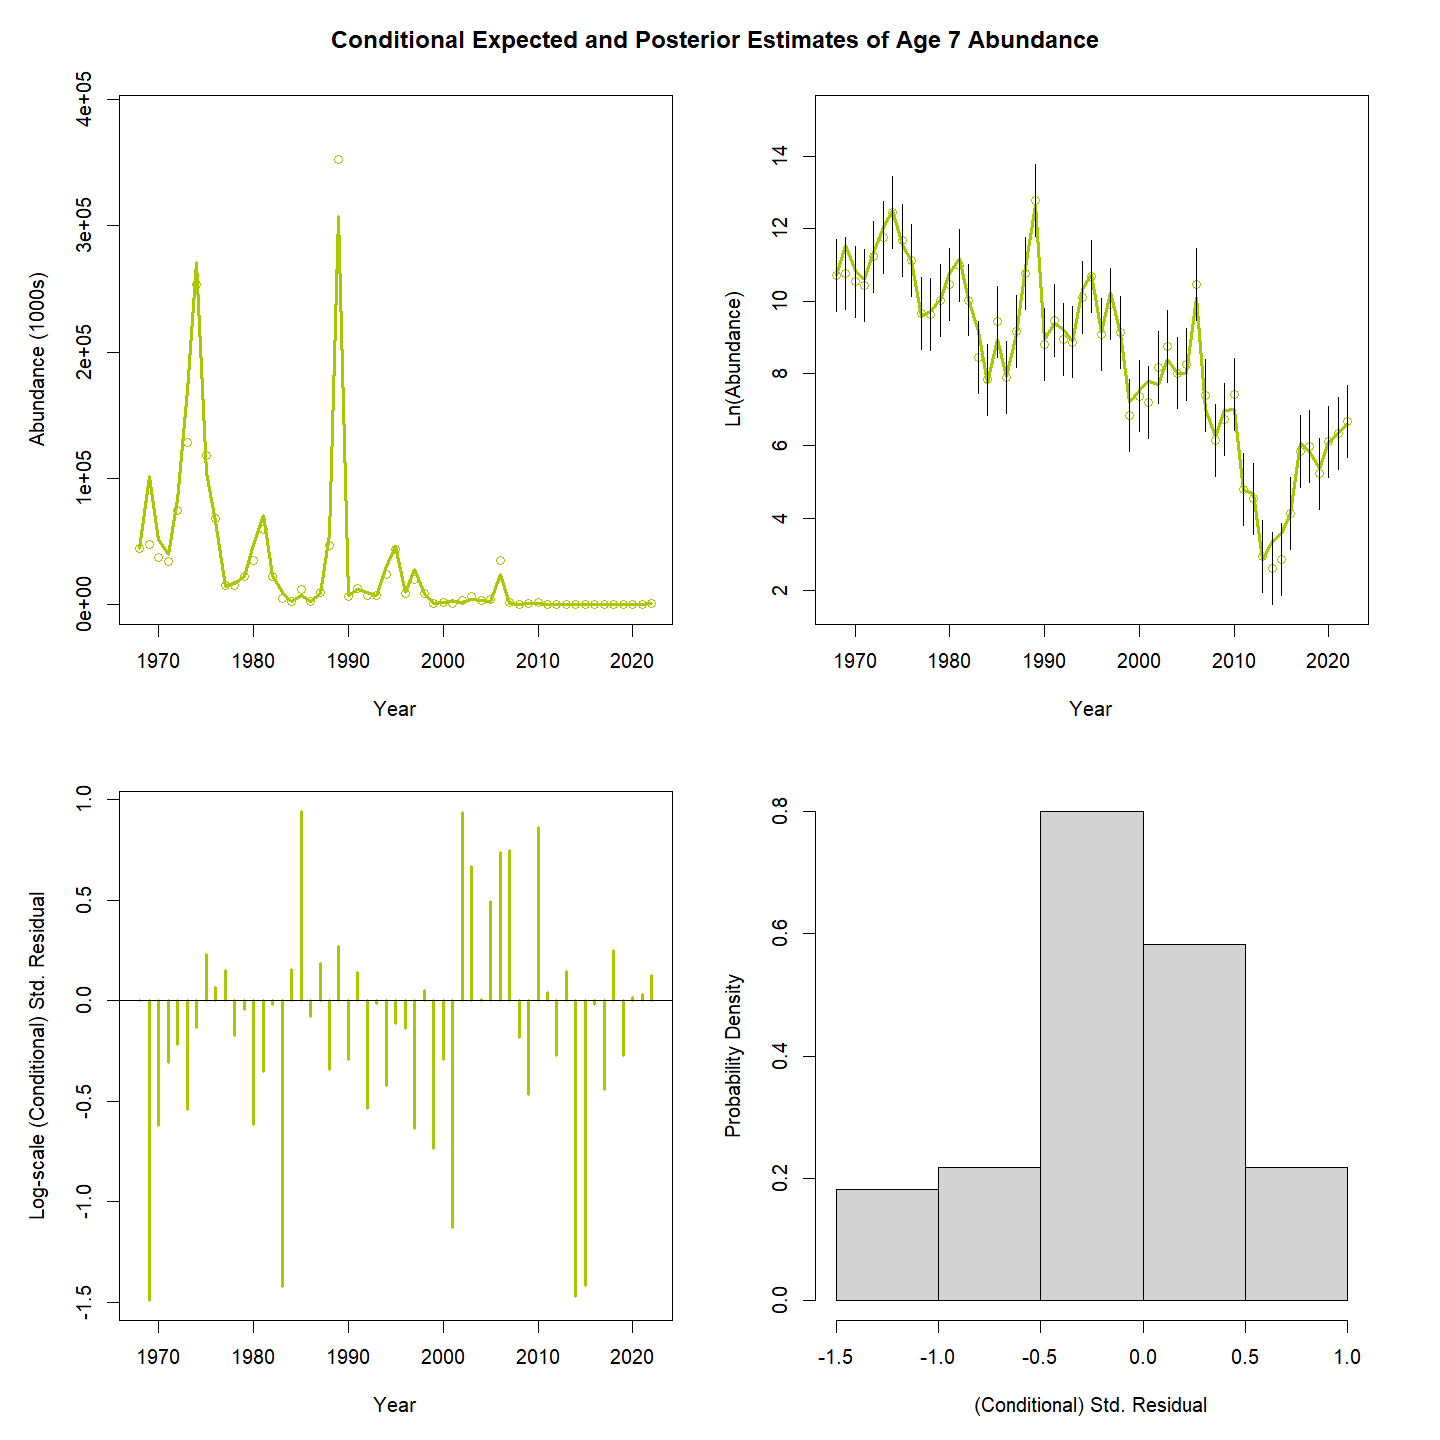 Conditional Expected and Posterior Estimates of Age 7 Abundance
Abundance (1000s)
0e+00 1e+05 2e+05 3e+05 4e+05
1970 1980 1990 2000 2010 2020
Year
Ln(Abundance)
2 4 6 8 10 12 14
1970 1980 1990 2000 2010 2020
Year
Log-scale (Conditional) Std. Residual
-1.5 -1.0 -0.5 0.0 0.5 1.0
1970 1980 1990 2000 2010 2020
Year
Probability Density
0.0 0.2 0.4 0.6 0.8
-1.5 -1.0 -0.5 0.0 0.5 1.0
(Conditional) Std. Residual